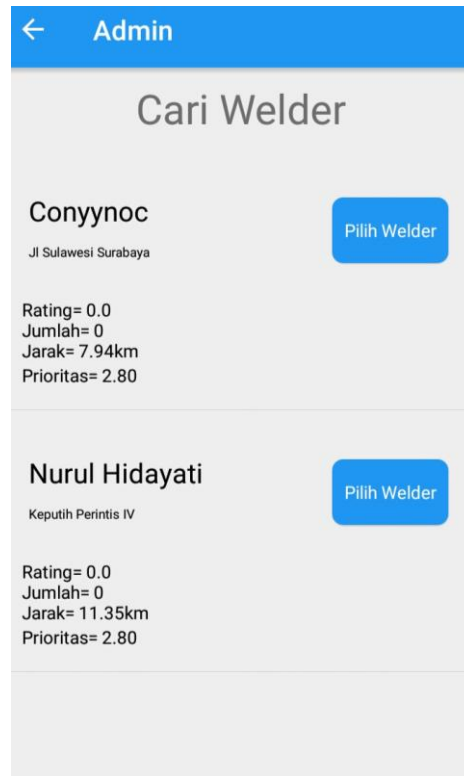 Admin
Cari Welder
Conyynoc
Pilih Welder
Jl Sulawesi Surabaya
Rating= 0.0
Jumlah= 0
Jarak= 7.94km
Prioritas= 2.80
Nurul Hidayati
Pilih Welder
Keputih Perintis IV
Rating= 0.0
Jumlah= 0
Jarak= 11.35km
Prioritas= 2.80